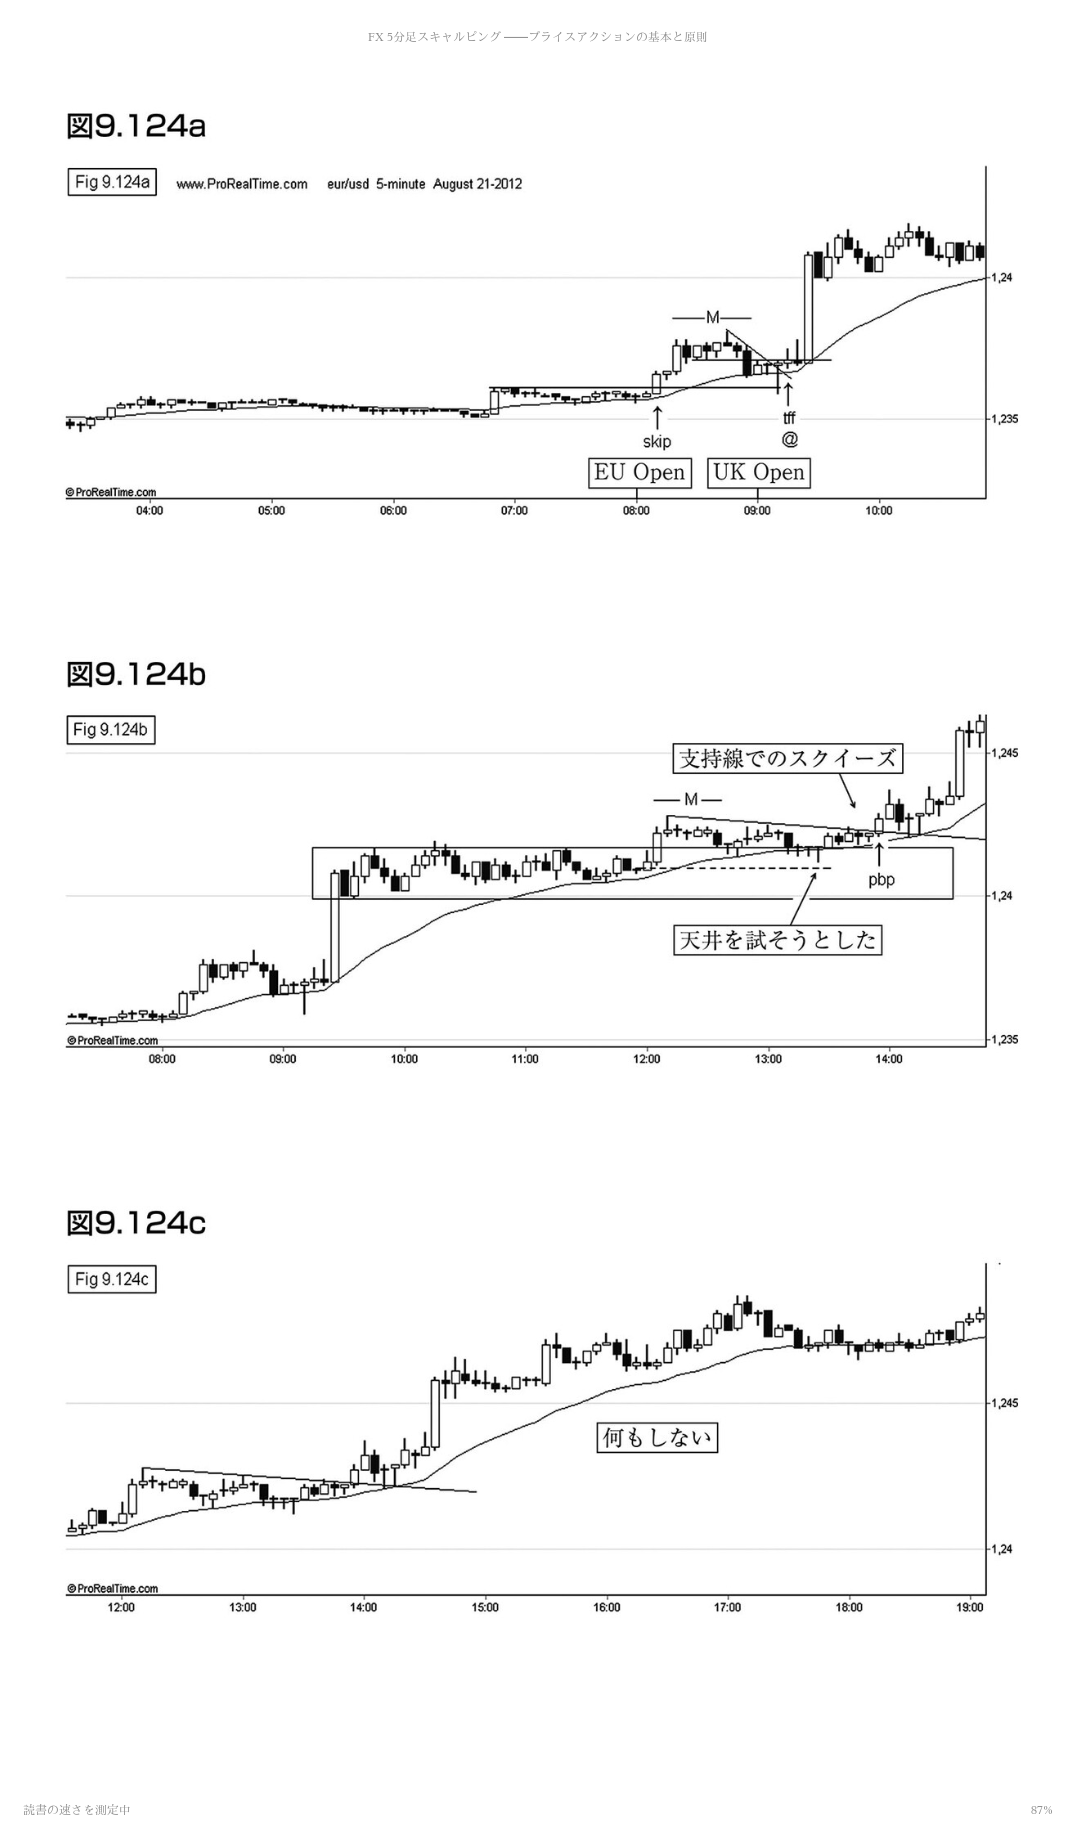 FX 5分足スキャルピング ──プライスアクションの基本と原則
図9.124a
Fig 9.124a www.ProRealTime.com eur/usd 5-minute August 21-2012
1,24
M
1,235
tff
skip @
EU Open UK Open
©ProRealTime.com
04:00 05:00 06:00 07:00 08:00 09:00 10:00
図9.124b
Fig 9.124b
1,245
支持線でのスクイーズ
M
pbp
1,24
天井を試そうとした
1,235
©ProRealTime.com
08:00 09:00 10:00 11:00 12:00 13:00 14:00
図9.124c
Fig 9.124c
1,245
何もしない
1,24
©ProRealTime.com
12:00 13:00 14:00 15:00 16:00 17:00 18:00 19:00
読書の速さを測定中 87%